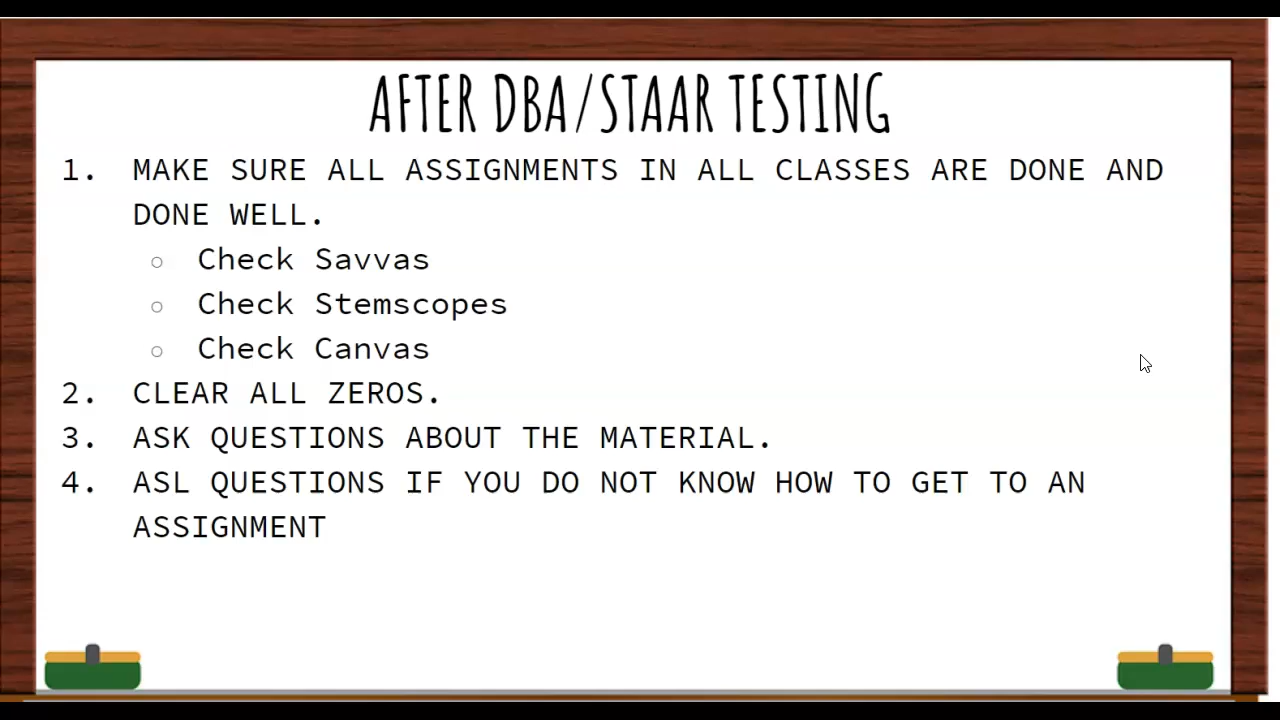 AFTER DBA/STAAR TESTING
1. MAKE SURE ALL ASSIGNMENTS IN ALL CLASSES ARE DONE AND
DONE WELL.
○ Check Savvas
○ Check Stemscopes
○ Check Canvas
2. CLEAR ALL ZEROS.
3. ASK QUESTIONS ABOUT THE MATERIAL.
4. ASL QUESTIONS IF YOU DO NOT KNOW HOW TO GET TO AN
ASSIGNMENT